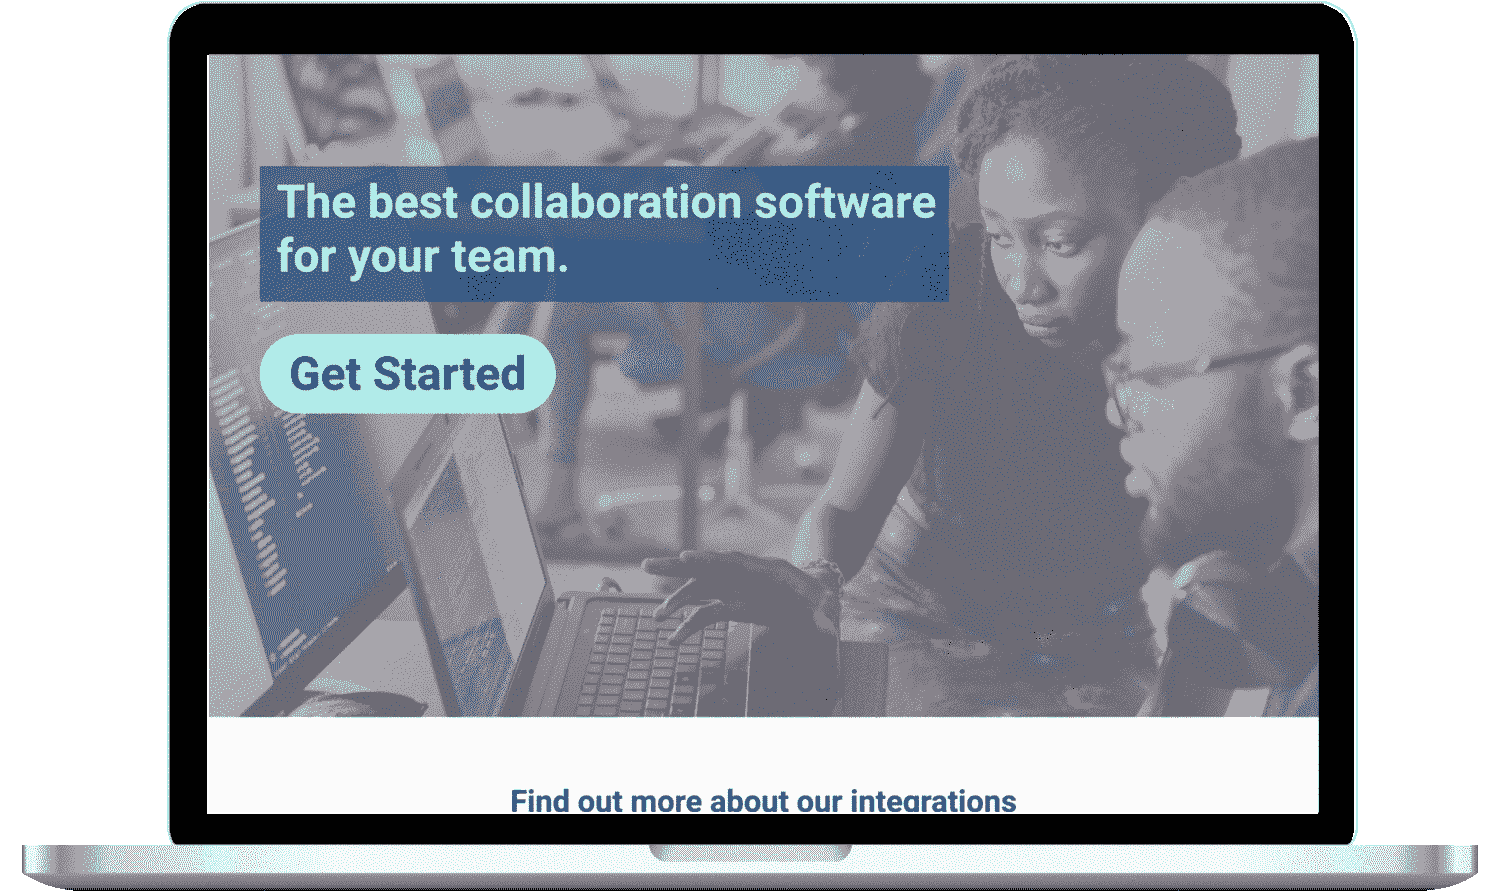 The best collaboration software
for your team.
Get Started
Find out more about our integrations